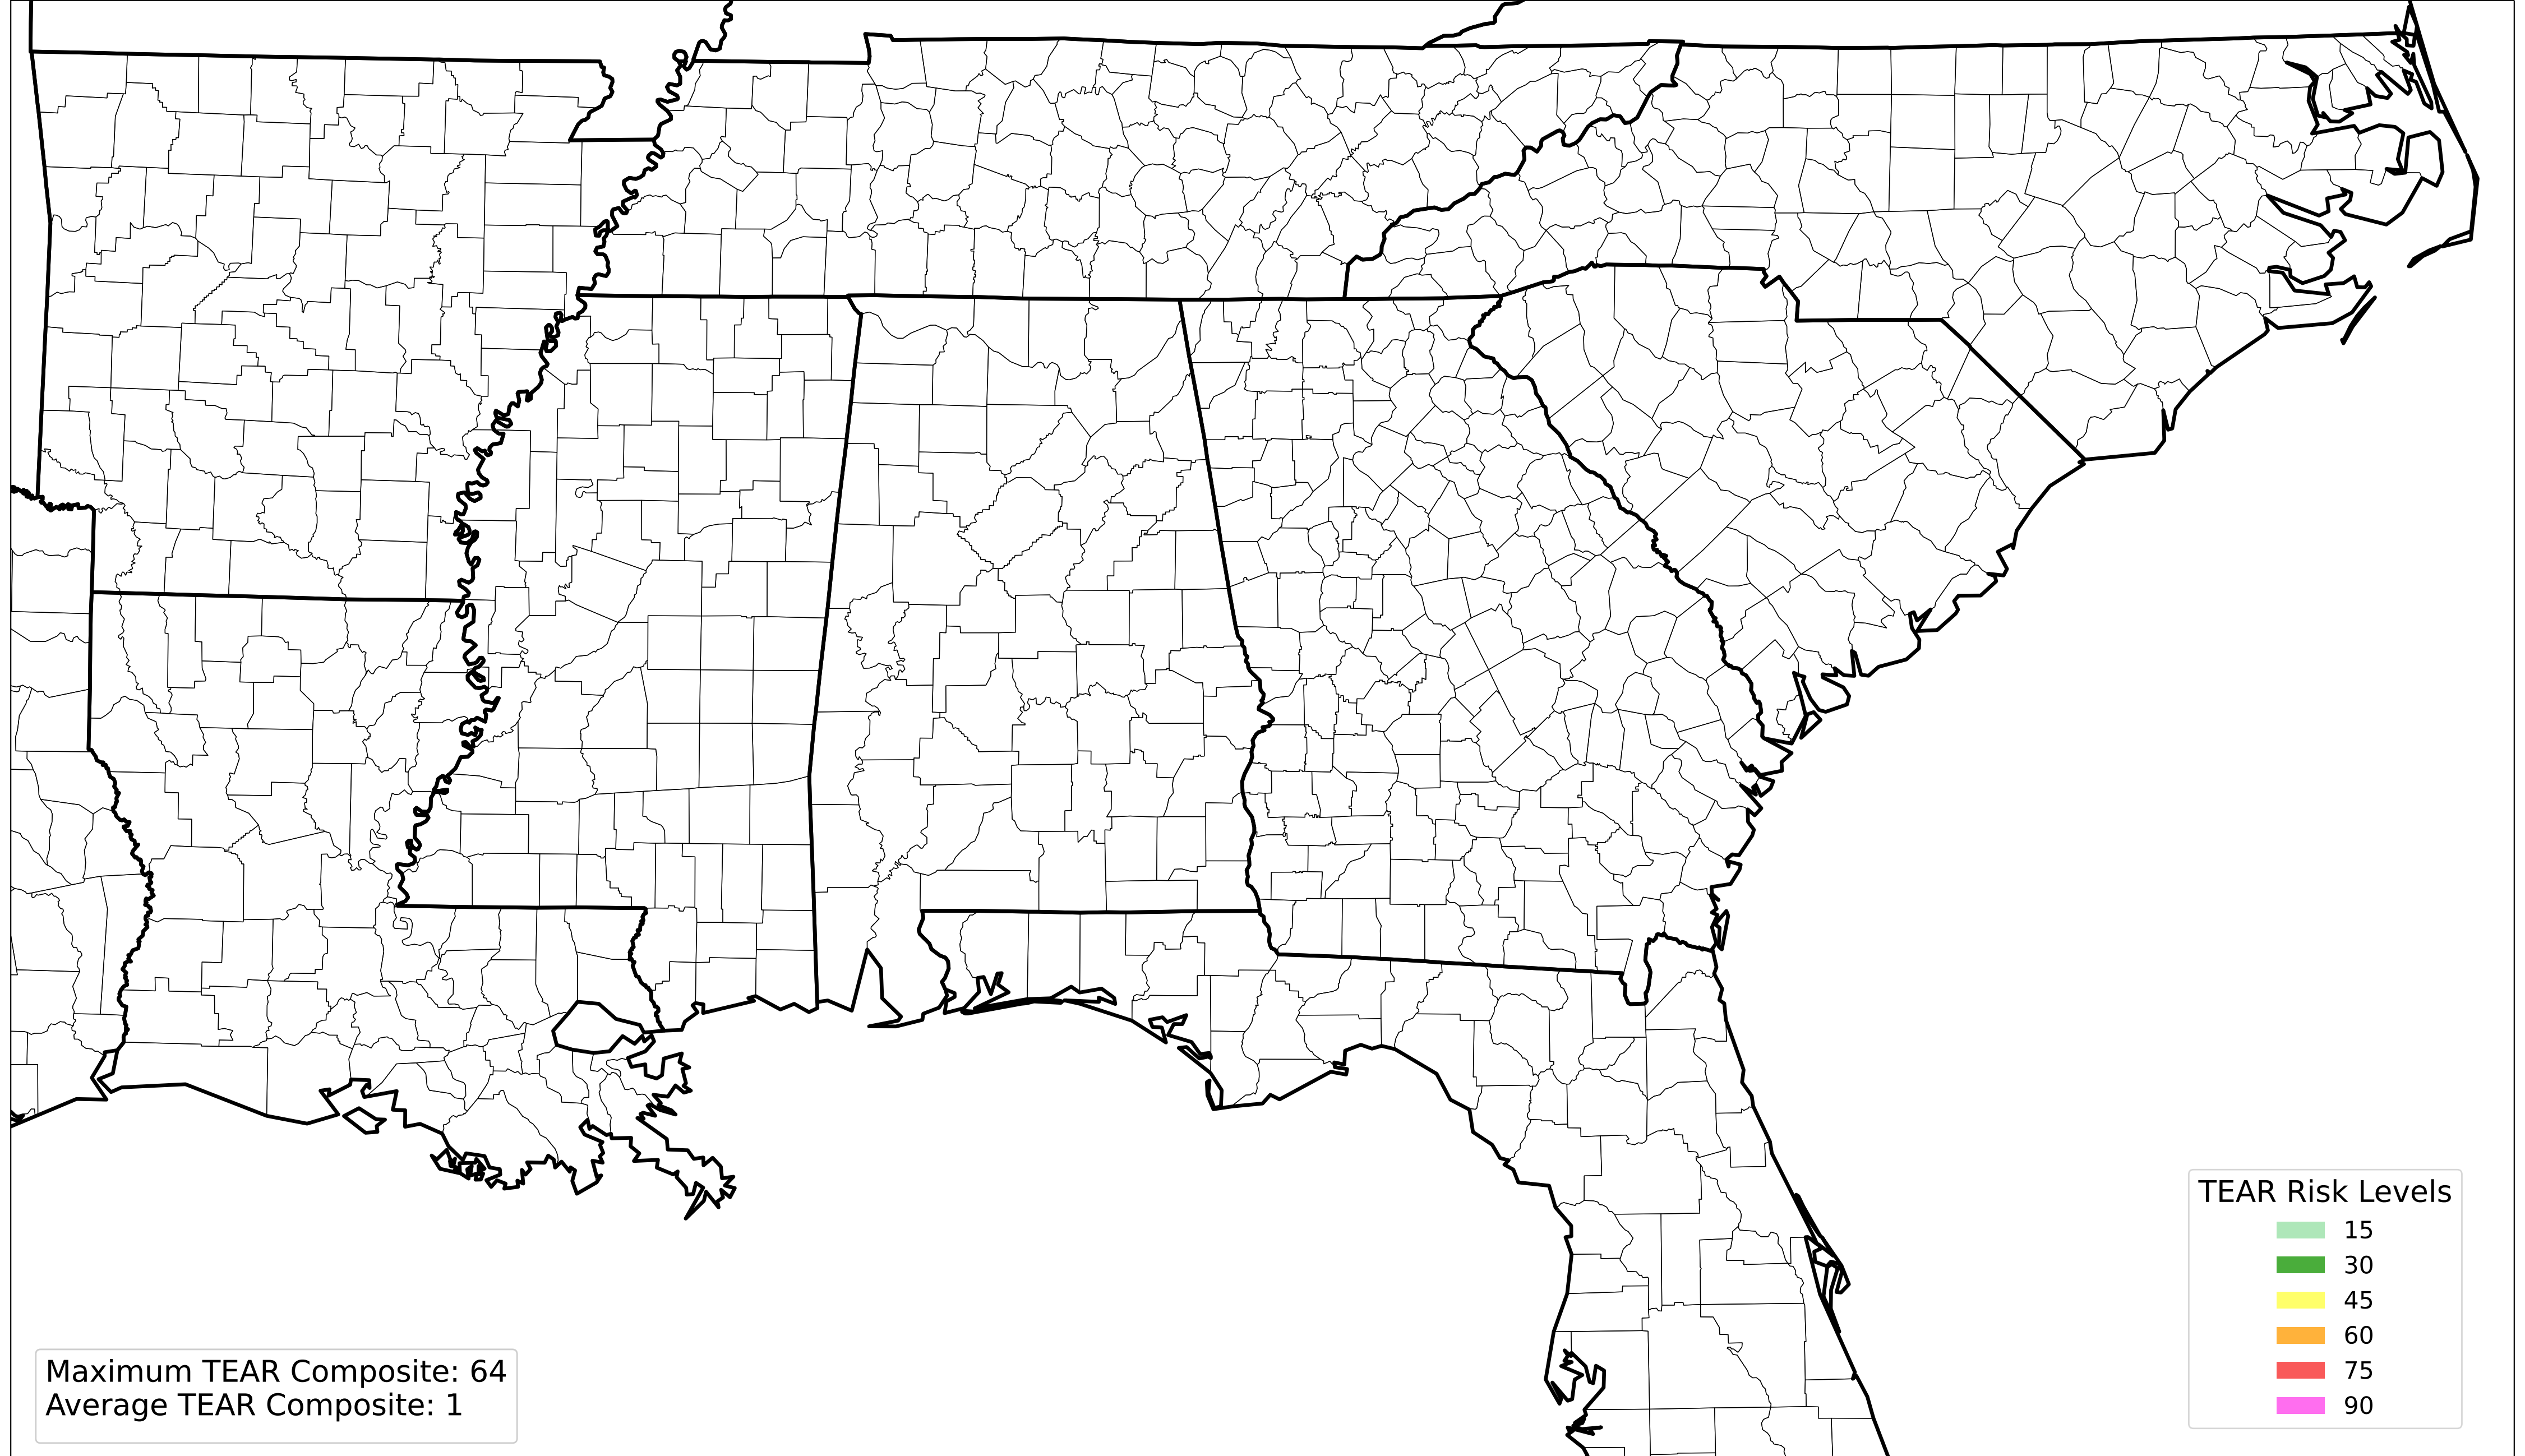 TEAR Risk Levels
15
30
45
60
75
90
Maximum TEAR Composite: 64
Average TEAR Composite: 1